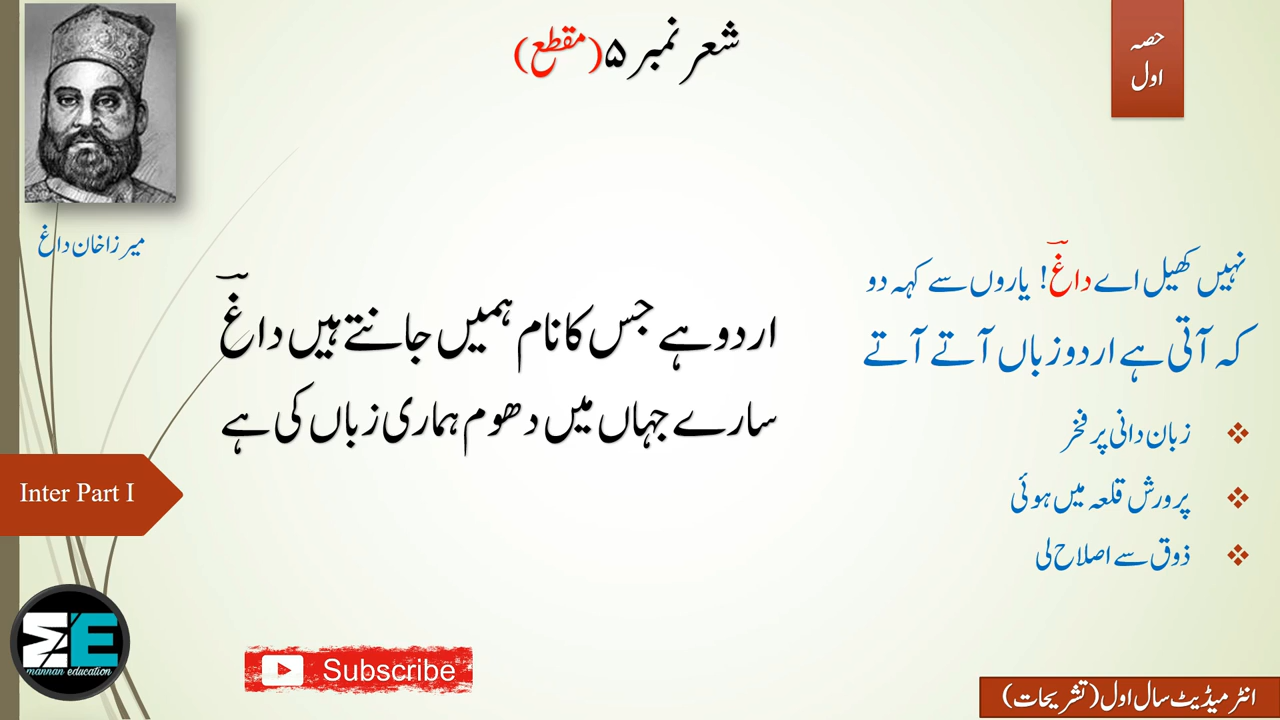 حصہ
اول
شعر نمبر ۵ (مقطع)
میرزا خان داغ
اردو ہے جس کا نام ہمیں جانتے ہیں داغؔ
سارے جہاں میں دھوم ہماری زباں کی ہے
نہیں کھیل اے داغؔ! یاروں سے کہہ دو
کہ آتی ہے اردو زباں آتے آتے
❖ زبان دانی پر فخر
❖ پرورش قلعہ میں ہوئی
❖ ذوق سے اصلاح لی
Inter Part I
mannan education
Subscribe
انٹرمیڈیٹ سال اول (تشریحات)